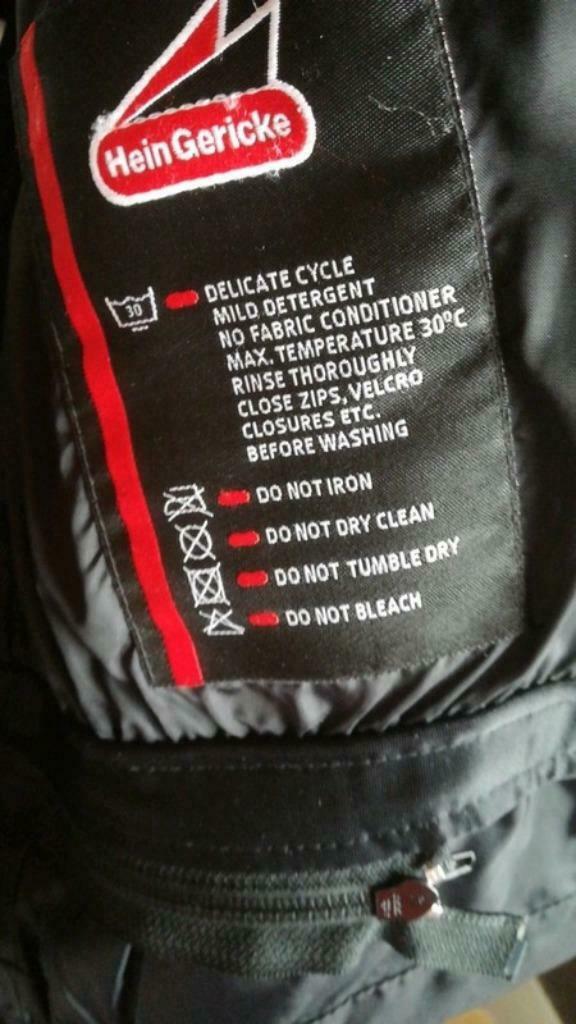 Hein Gericke
30
DELICATE CYCLE
MILD DETERGENT
NO FABRIC CONDITIONER
MAX. TEMPERATURE 30°C
RINSE THOROUGHLY
CLOSE ZIPS, VELCRO
CLOSURES ETC.
BEFORE WASHING
DO NOT IRON
DO NOT DRY CLEAN
DO NOT TUMBLE DRY
DO NOT BLEACH